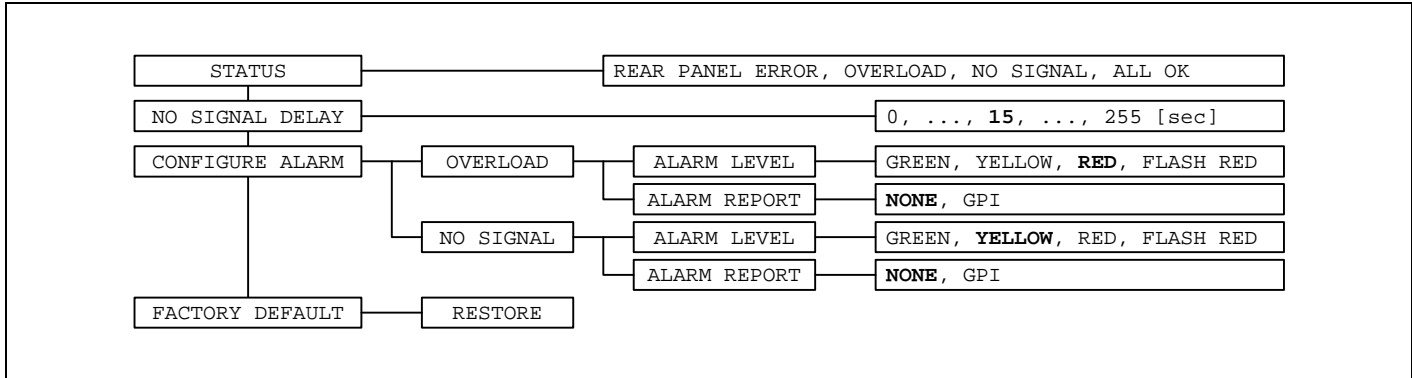 STATUS REAR PANEL ERROR, OVERLOAD, NO SIGNAL, ALL OK
NO SIGNAL DELAY 0, ..., 15, ..., 255 [sec]
CONFIGURE ALARM OVERLOAD ALARM LEVEL GREEN, YELLOW, RED, FLASH RED
ALARM REPORT NONE, GPI
NO SIGNAL ALARM LEVEL GREEN, YELLOW, RED, FLASH RED
ALARM REPORT NONE, GPI
FACTORY DEFAULT RESTORE